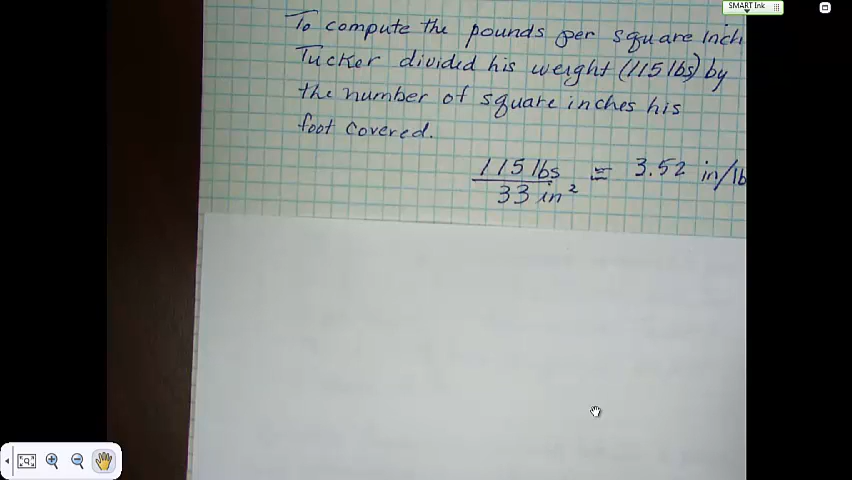 SMART Ink
To compute the pounds per square inch
Tucker divided his weight (115 lbs) by
the number of square inches his
foot covered.
115 lbs
33 in² ≅ 3.52 in/lb